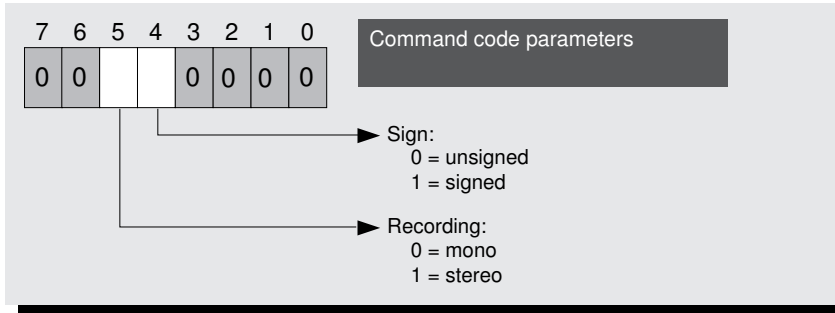 7 6 5 4 3 2 1 0
Command code parameters
0 0 0 0 0 0
Sign:
0 = unsigned
1 = signed
Recording:
0 = mono
1 = stereo